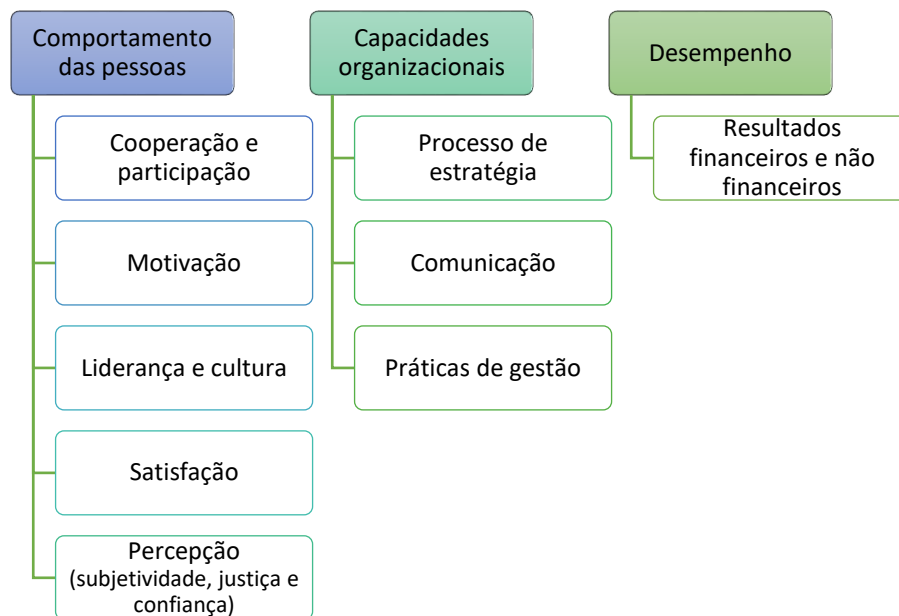 Comportamento
das pessoas
Cooperação e
participação
Motivação
Liderança e cultura
Satisfação
Percepção
(subjetividade, justiça e
confiança)
Capacidades
organizacionais
Processo de
estratégia
Comunicação
Práticas de gestão
Desempenho
Resultados
financeiros e não
financeiros